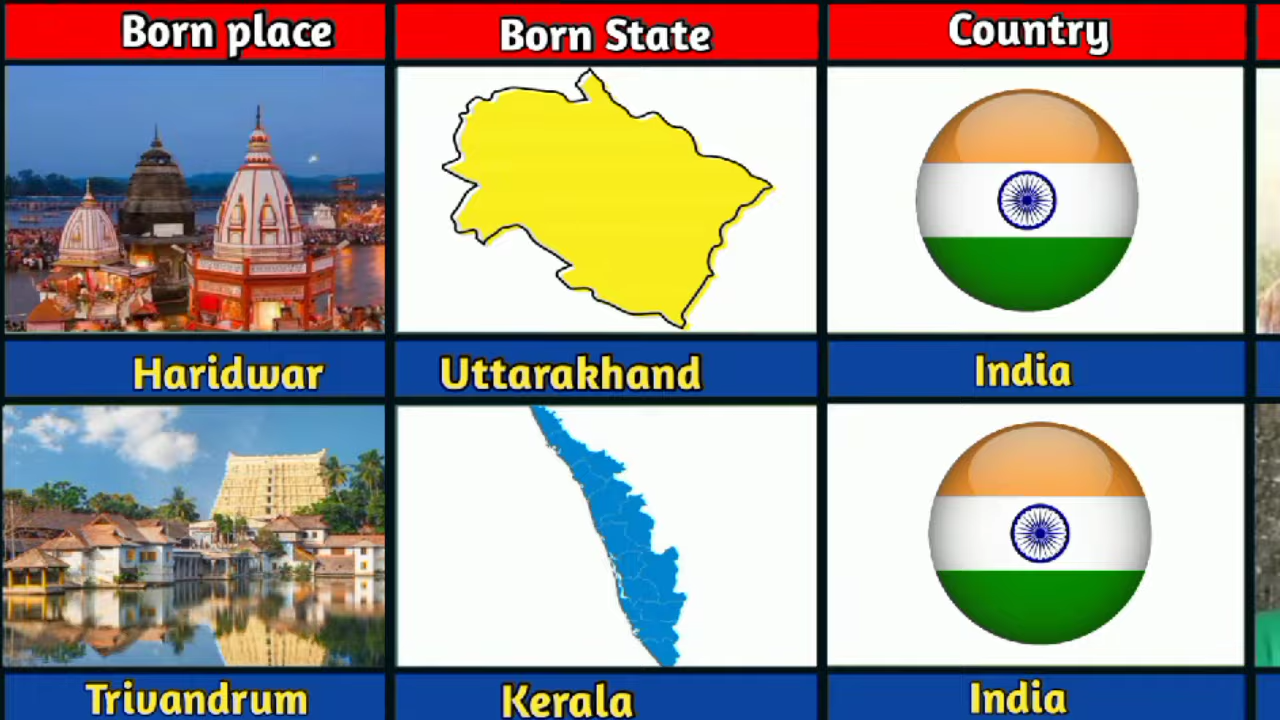 Born place
Born State
Country
Haridwar
Uttarakhand
India
Trivandrum
Kerala
India